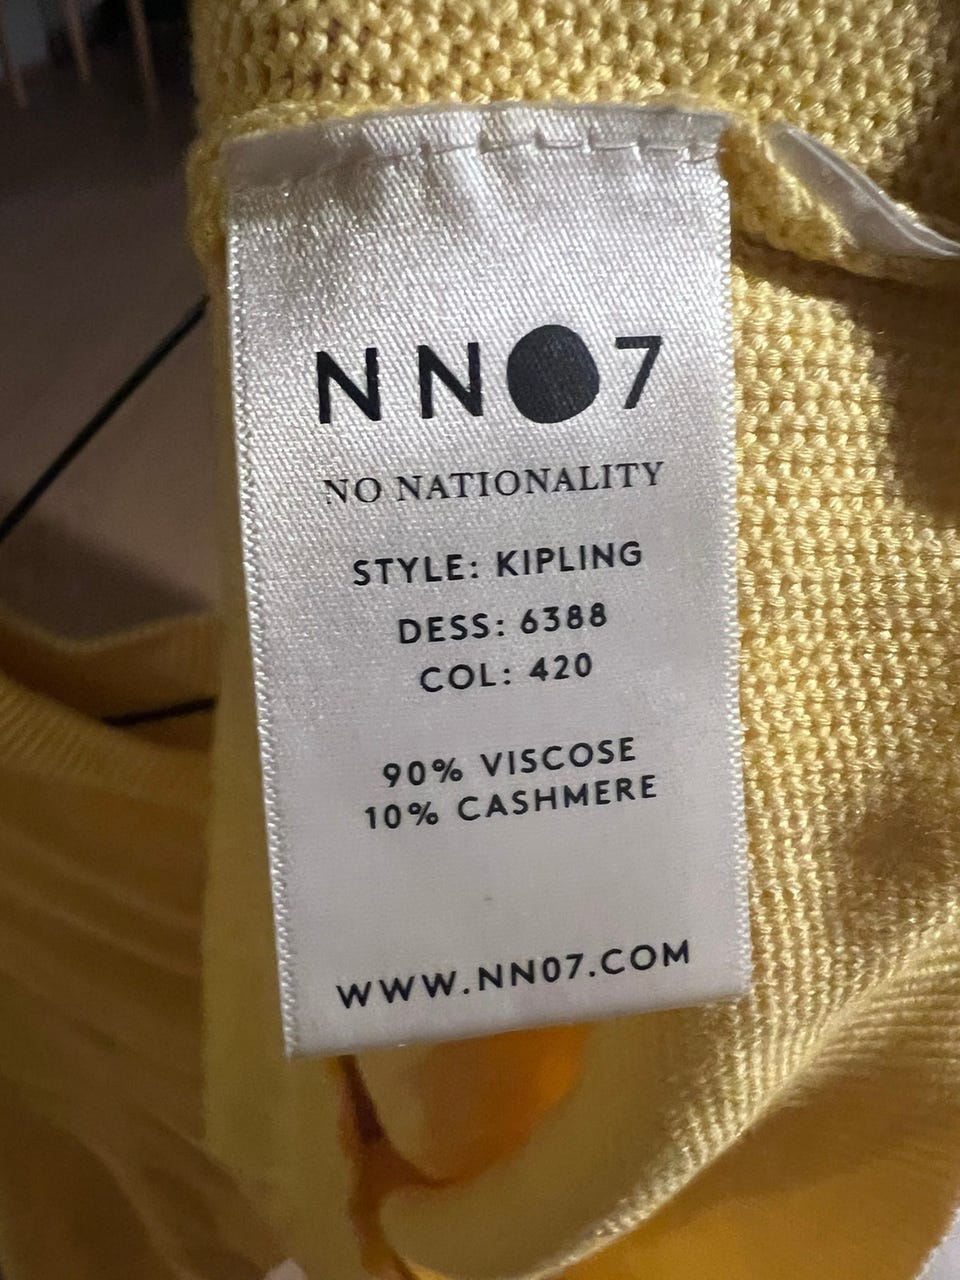 NN07
NO NATIONALITY
STYLE: KIPLING
DESS: 6388
COL: 420
90% VISCOSE
10% CASHMERE
WWW.NN07.COM